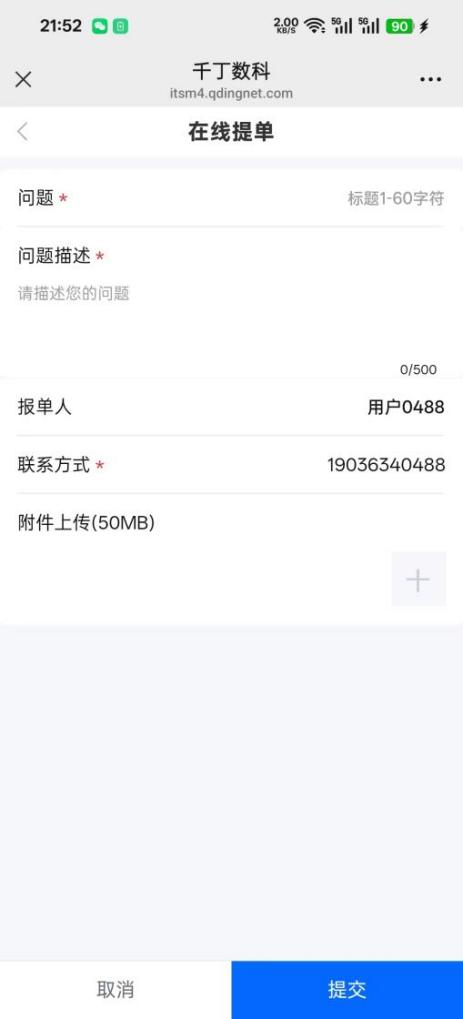 21:52
2.00 KB/S 5G 5G 90
千丁数科
itsm4.qdingnet.com
在线提单
问题 * 标题1-60字符
问题描述 *
请描述您的问题
0/500
报单人 用户0488
联系方式 * 19036340488
附件上传(50MB)
取消 提交